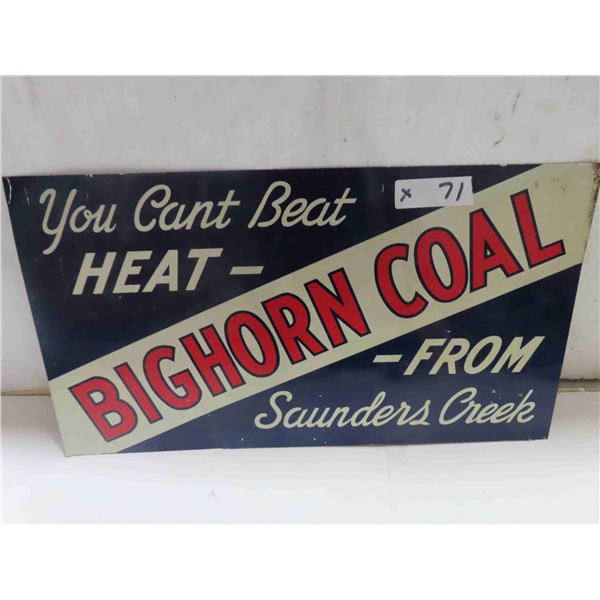 You Cant Beat
x 71
HEAT –
BIGHORN COAL
– FROM
Saunders Creek